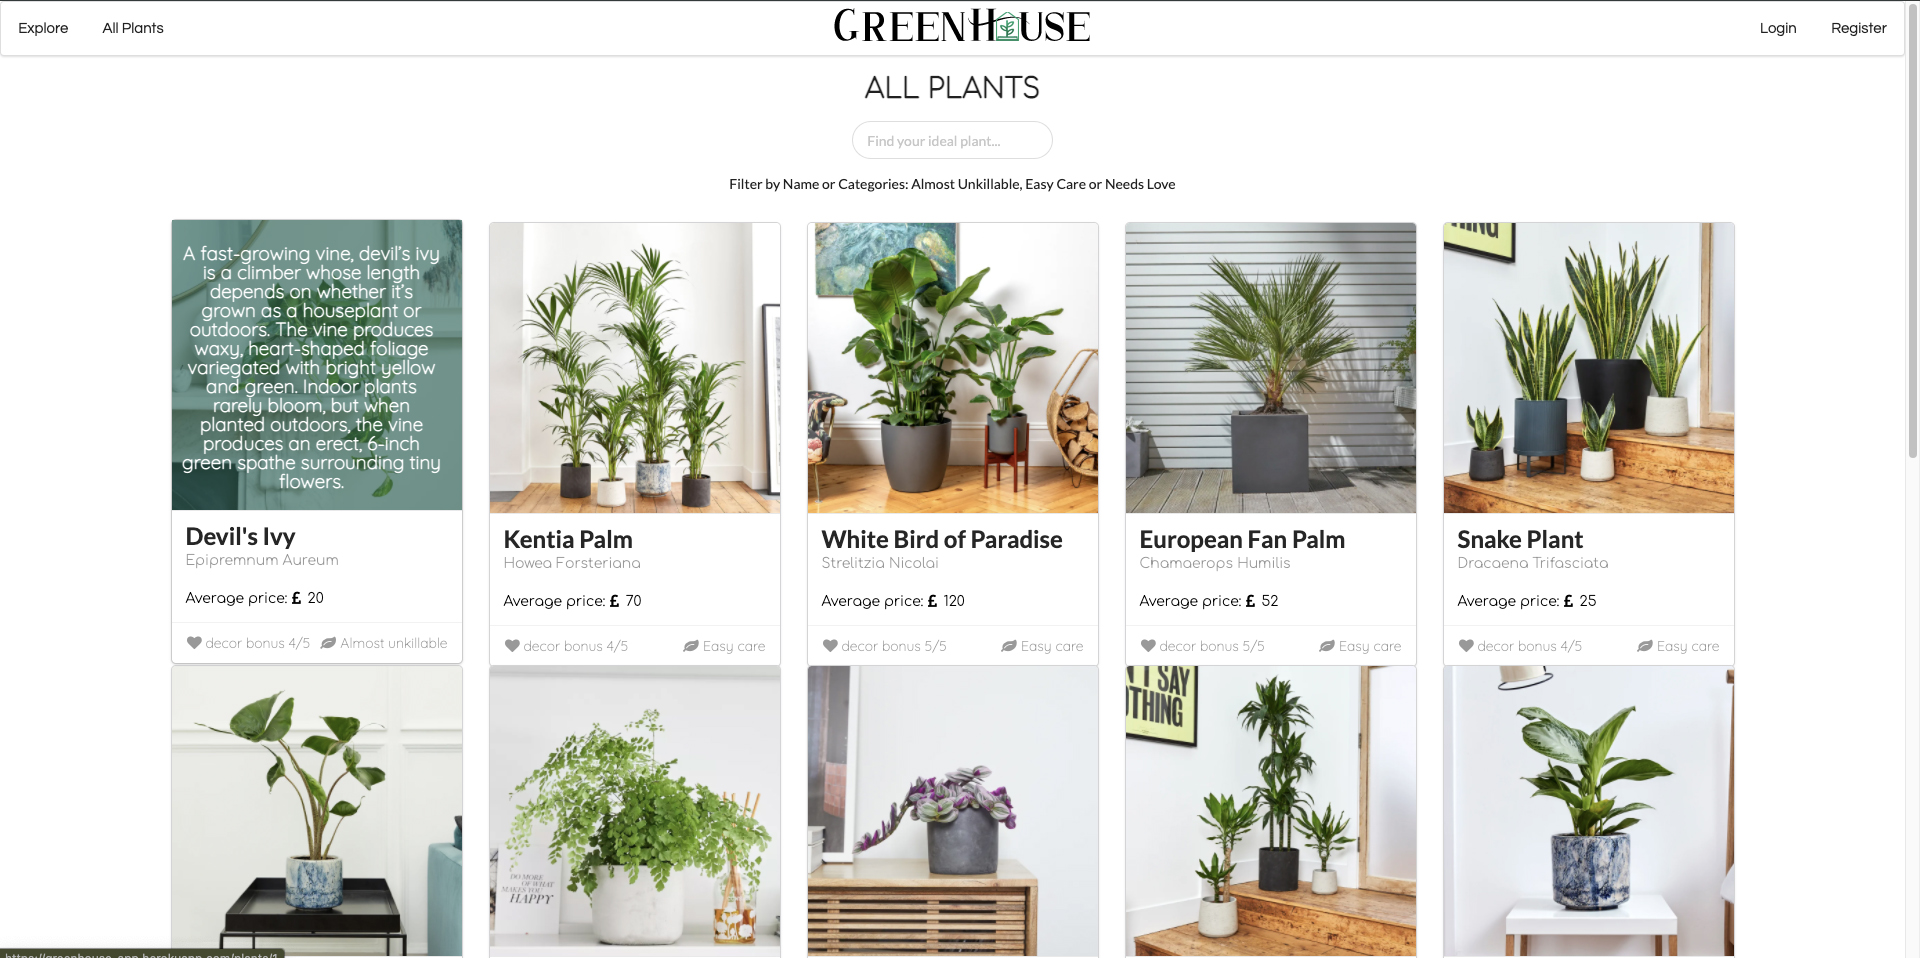 Explore
All Plants
GREENHOUSE
Login
Register
ALL PLANTS
Find your ideal plant...
Filter by Name or Categories: Almost Unkillable, Easy Care or Needs Love
A fast-growing vine, devil's ivy
is a climber whose length
depends on whether it's
grown as a houseplant or
outdoors. The vine produces
waxy, heart-shaped foliage
variegated with bright yellow
and green. Indoor plants
rarely bloom, but when
planted outdoors, the vine
produces an erect, 6-inch
green spathe surrounding tiny
flowers.
Devil's Ivy
Epipremnum Aureum
Average price: £ 20
decor bonus 4/5
Almost unkillable
Kentia Palm
Howea Forsteriana
Average price: £ 70
decor bonus 4/5
Easy care
White Bird of Paradise
Strelitzia Nicolai
Average price: £ 120
decor bonus 5/5
Easy care
European Fan Palm
Chamaerops Humilis
Average price: £ 52
decor bonus 5/5
Easy care
Snake Plant
Dracaena Trifasciata
Average price: £ 25
decor bonus 4/5
Easy care
DO MORE
OF WHAT
MAKES YOU
HAPPY
SAY
THING